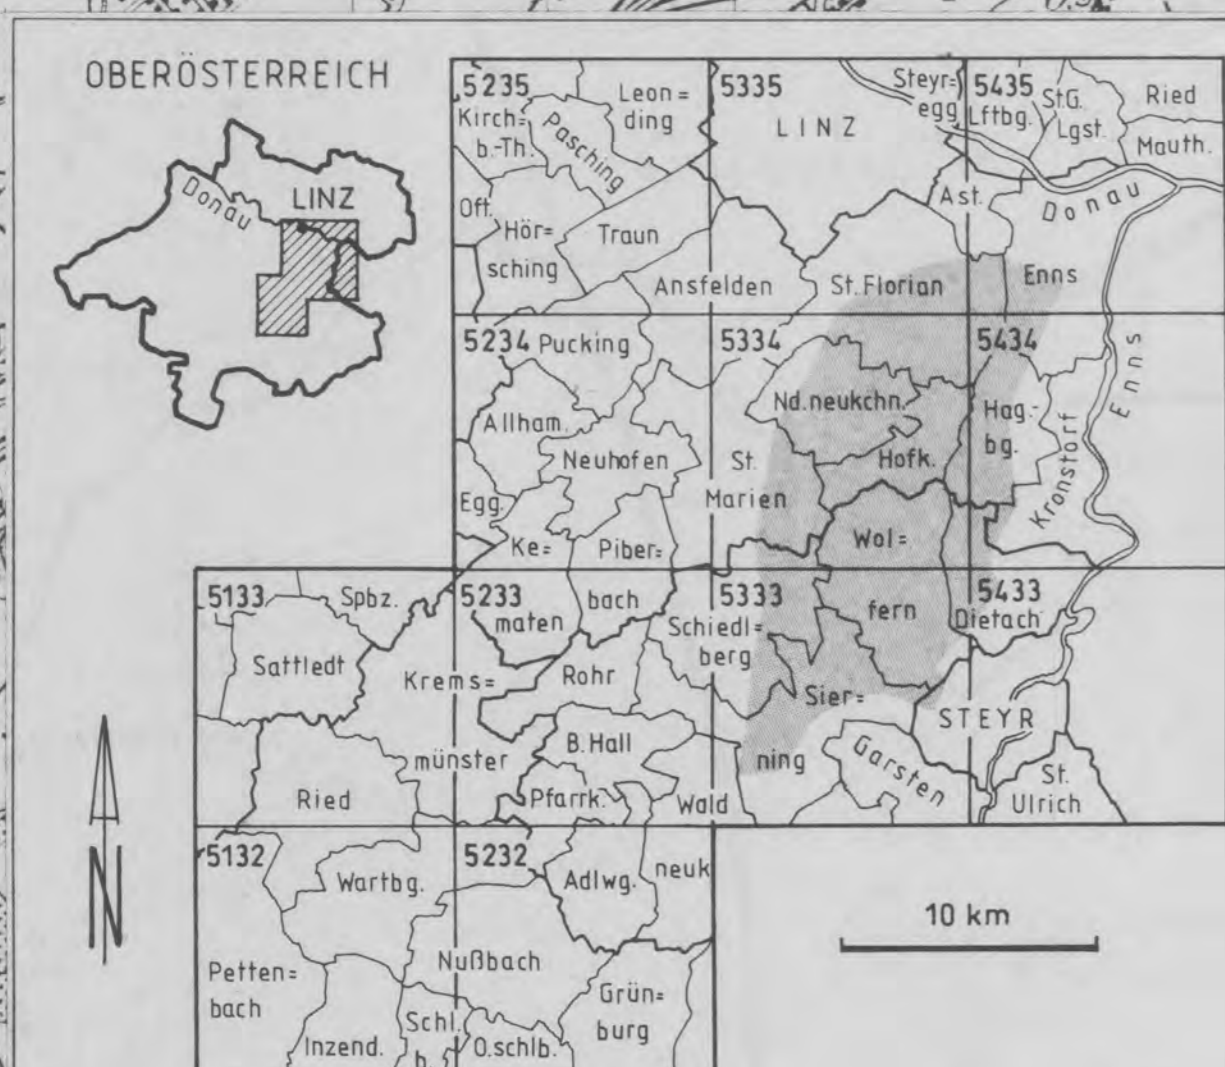 OBERÖSTERREICH
LINZ
Donau
5235
Kirch=
b.-Th.
Pasching
Leon=
ding
Oft.
Hör=
sching
Traun
Ansfelden
5335
LINZ
Steyr=
egg
St. Florian
5435
Lftbg.
St.G.
Lgst.
Ried
Mauth.
Ast.
Donau
Enns
5234
Pucking
Allham.
Neuhofen
Egg.
Ke=
Piber=
5334
Nd.neukchn.
St.
Marien
Hofk.
Wol=
5434
Hag.-
bg.
Kronstorf
Enns
5133
Spbz.
Sattledt
Krems=
Ried
5233
maten
bach
Rohr
münster
B.Hall
Pfarrk.
Wald
5333
Schiedl=
berg
fern
Sier=
ning
Garsten
5433
Dietach
STEYR
St.
Ulrich
5132
Wartbg.
Petten=
bach
Inzend.
5232
Adlwg.
neuk
Nußbach
Schl.
b.
O.schlb.
Grün=
burg
N
10 km